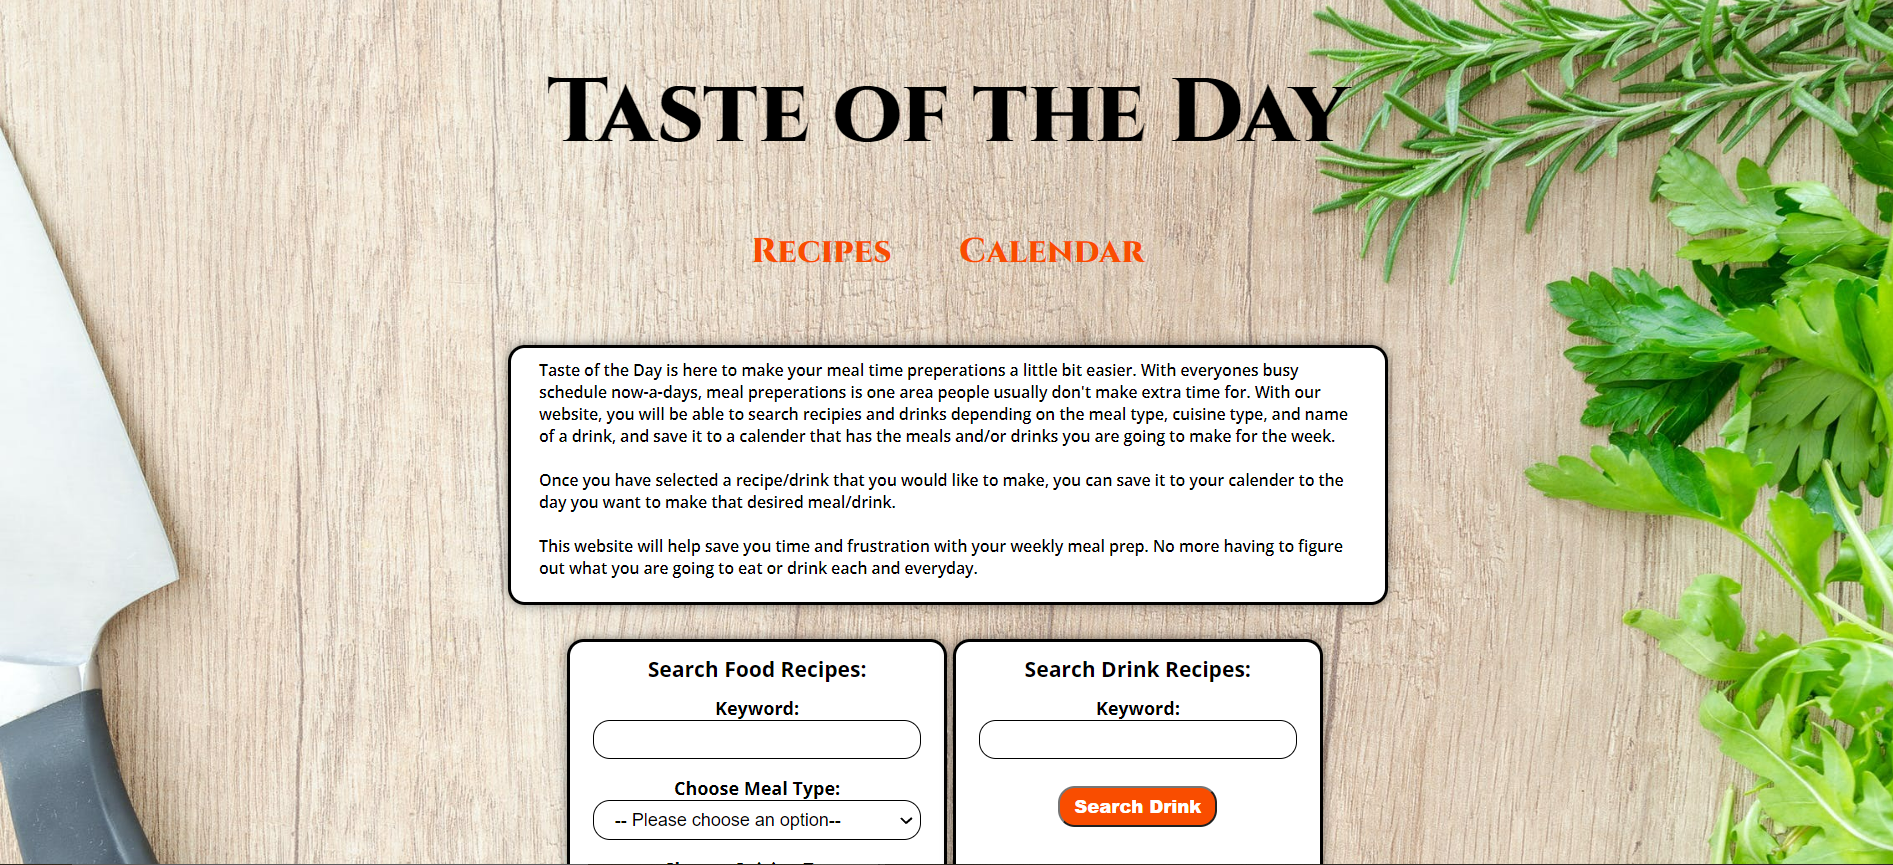 Taste of the Day
Recipes Calendar
Taste of the Day is here to make your meal time preperations a little bit easier. With everyones busy
schedule now-a-days, meal preperations is one area people usually don't make extra time for. With our
website, you will be able to search recipies and drinks depending on the meal type, cuisine type, and name
of a drink, and save it to a calender that has the meals and/or drinks you are going to make for the week.
Once you have selected a recipe/drink that you would like to make, you can save it to your calender to the
day you want to make that desired meal/drink.
This website will help save you time and frustration with your weekly meal prep. No more having to figure
out what you are going to eat or drink each and everyday.
Search Food Recipes:
Keyword:
Choose Meal Type:
-- Please choose an option--
Search Drink Recipes:
Keyword:
Search Drink